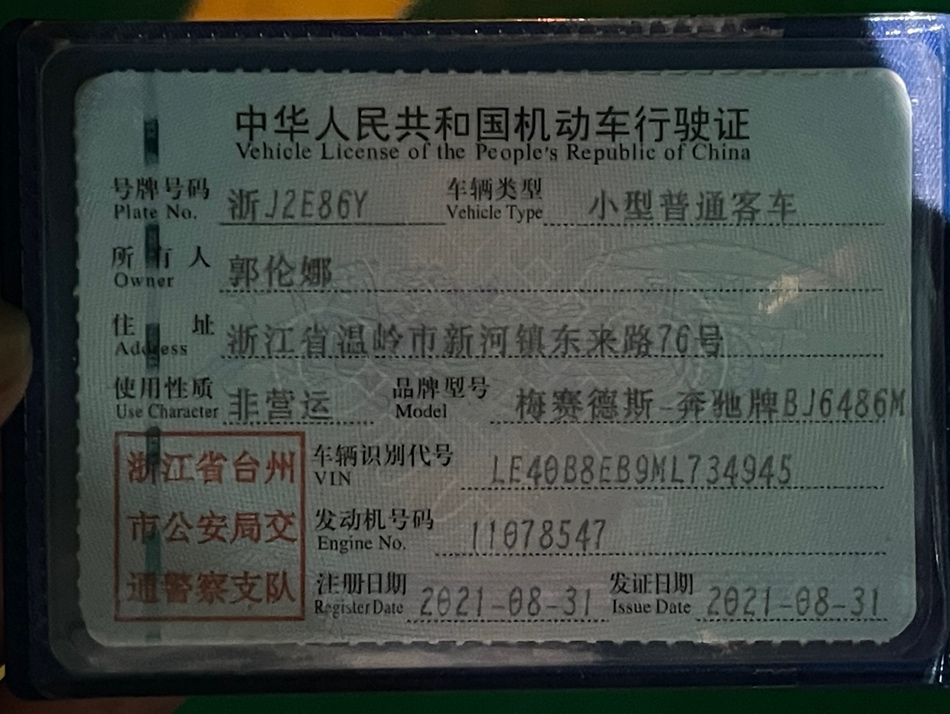 中华人民共和国机动车行驶证
Vehicle License of the People's Republic of China
号牌号码 浙J2E86Y 车辆类型 小型普通客车
Plate No. Vehicle Type
所有人 郭伦娜
Owner
住址 浙江省温岭市新河镇东来路76号
Address
使用性质 非营运 品牌型号 梅赛德斯-奔驰牌BJ6486M
Use Character Model
浙江省台州
市公安局交
通警察支队
车辆识别代号 LE40B8EB9ML734945
VIN
发动机号码 11078547
Engine No.
注册日期 2021-08-31 发证日期 2021-08-31
Register Date Issue Date